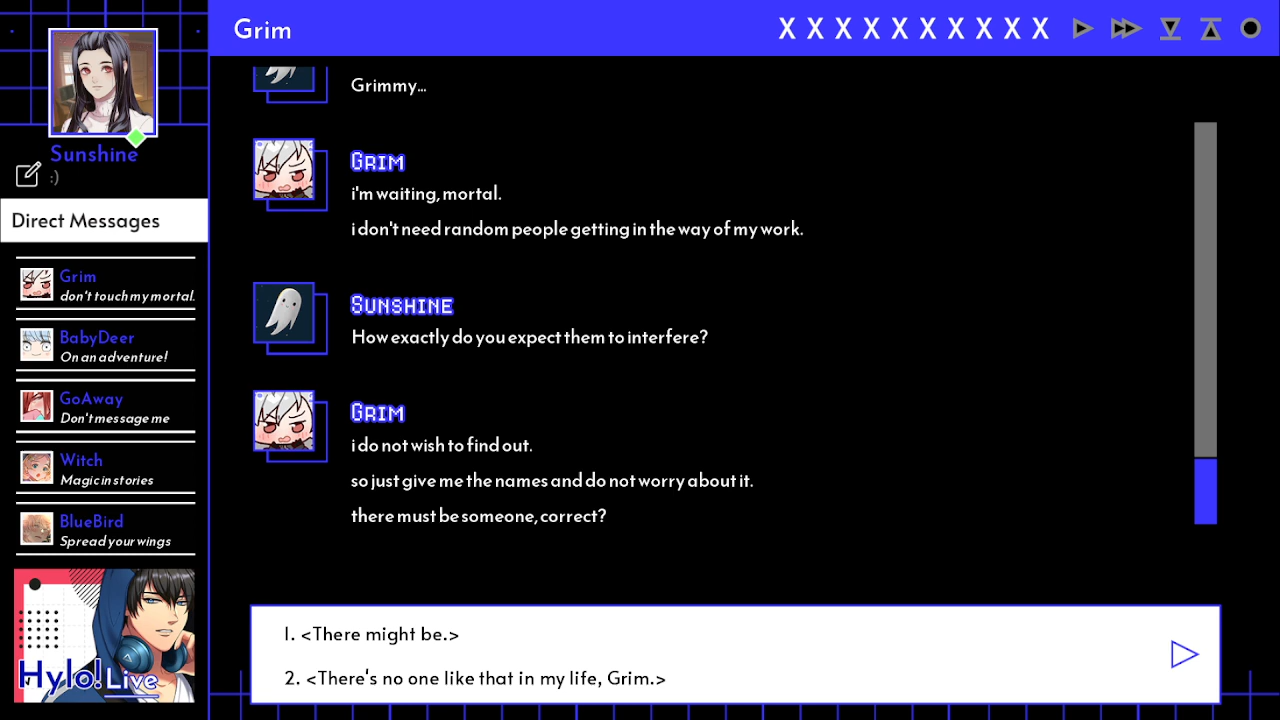 Grim
X X X X X X X X X X
Sunshine
:)
Direct Messages
Grim
don't touch my mortal.
BabyDeer
On an adventure!
GoAway
Don't message me
Witch
Magic in stories
BlueBird
Spread your wings
Hylo! Live
Grimmy...
Grim
i'm waiting, mortal.
i don't need random people getting in the way of my work.
Sunshine
How exactly do you expect them to interfere?
Grim
i do not wish to find out.
so just give me the names and do not worry about it.
there must be someone, correct?
1. <There might be.>
2. <There's no one like that in my life, Grim.>